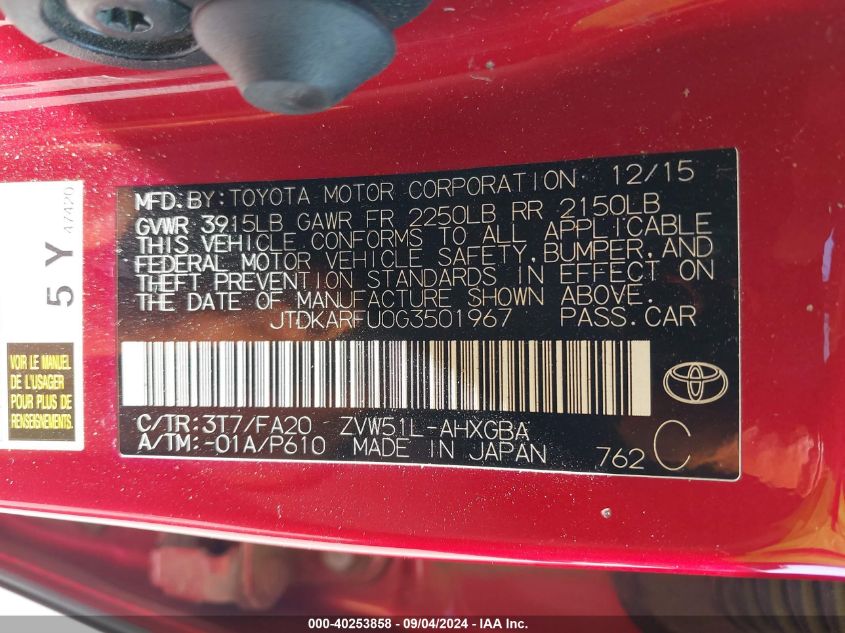 MFD. BY: TOYOTA MOTOR CORPORATION 12/15
GVWR 3915LB GAWR FR 2250LB RR 2150LB
THIS VEHICLE CONFORMS TO ALL APPLICABLE
FEDERAL MOTOR VEHICLE SAFETY, BUMPER, AND
THEFT PREVENTION STANDARDS IN EFFECT ON
THE DATE OF MANUFACTURE SHOWN ABOVE.
JTDKARFU0G3501967 PASS. CAR
C/TR: 3T7/FA20 ZVW51L-AHXGBA
A/TM: -01A/P610 MADE IN JAPAN 762 C
5 Y 47420
VOIR LE MANUEL
DE L'USAGER
POUR PLUS DE
RENSEIGNEMENTS.
000-40253858 - 09/04/2024 - IAA Inc.